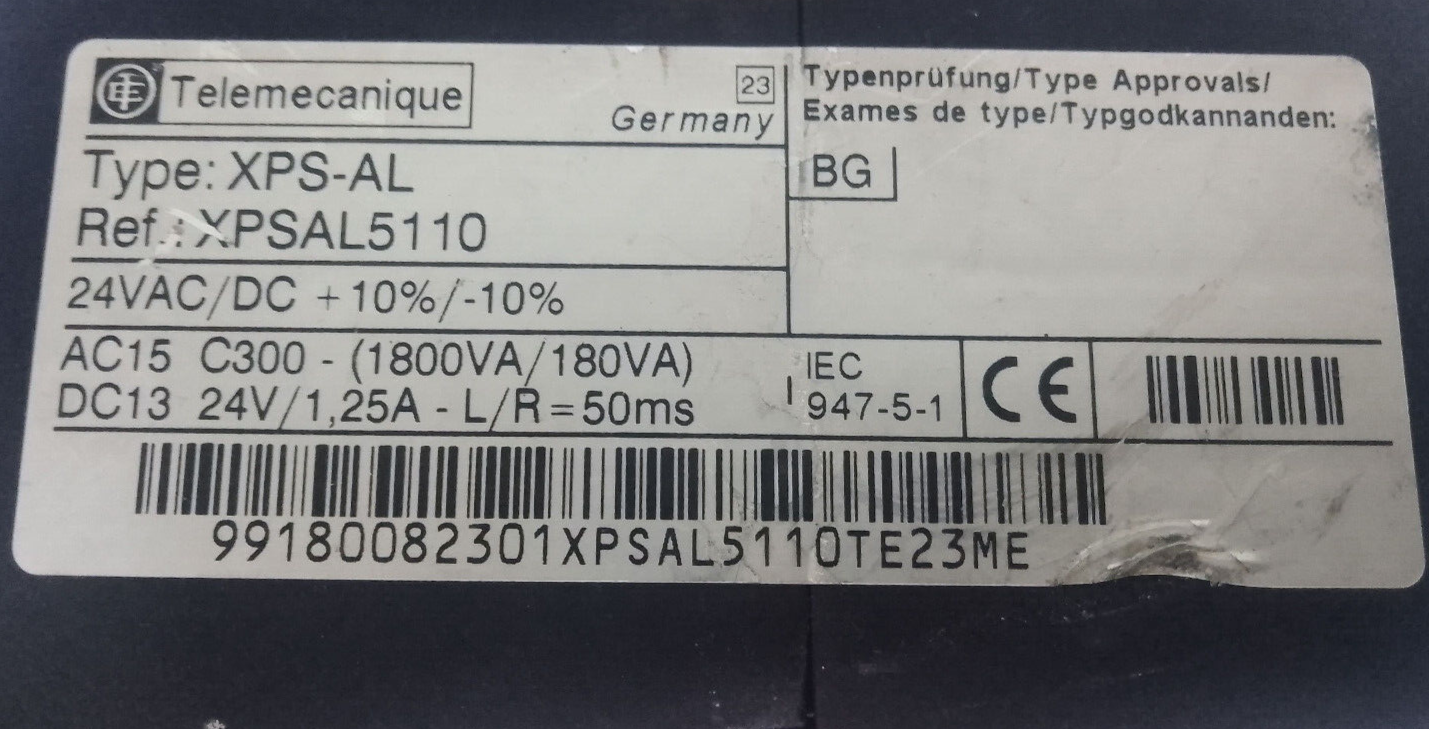 Telemecanique
23
Germany
Type: XPS-AL
Ref.: XPSAL5110
24VAC/DC +10%/-10%
Typenprüfung/Type Approvals/
Exames de type/Typgodkannanden:
BG
AC15 C300 - (1800VA/180VA)
DC13 24V/1,25A - L/R=50ms
IEC
947-5-1
CE
99180082301XPSAL5110TE23ME